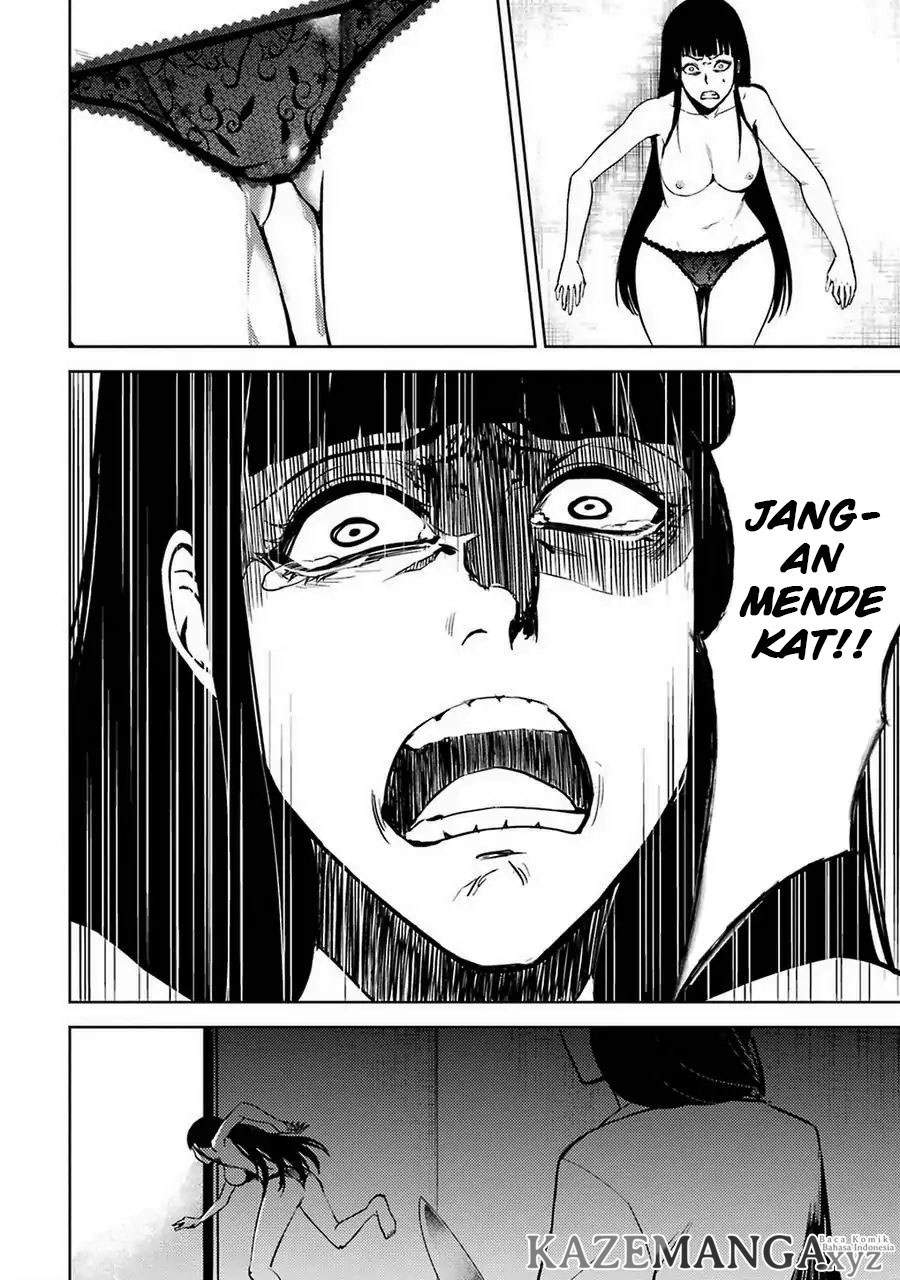 JANG-
AN
MENDE
KAT!!
Baca Komik
Bahasa Indonesia
KAZEMANGA
xyz